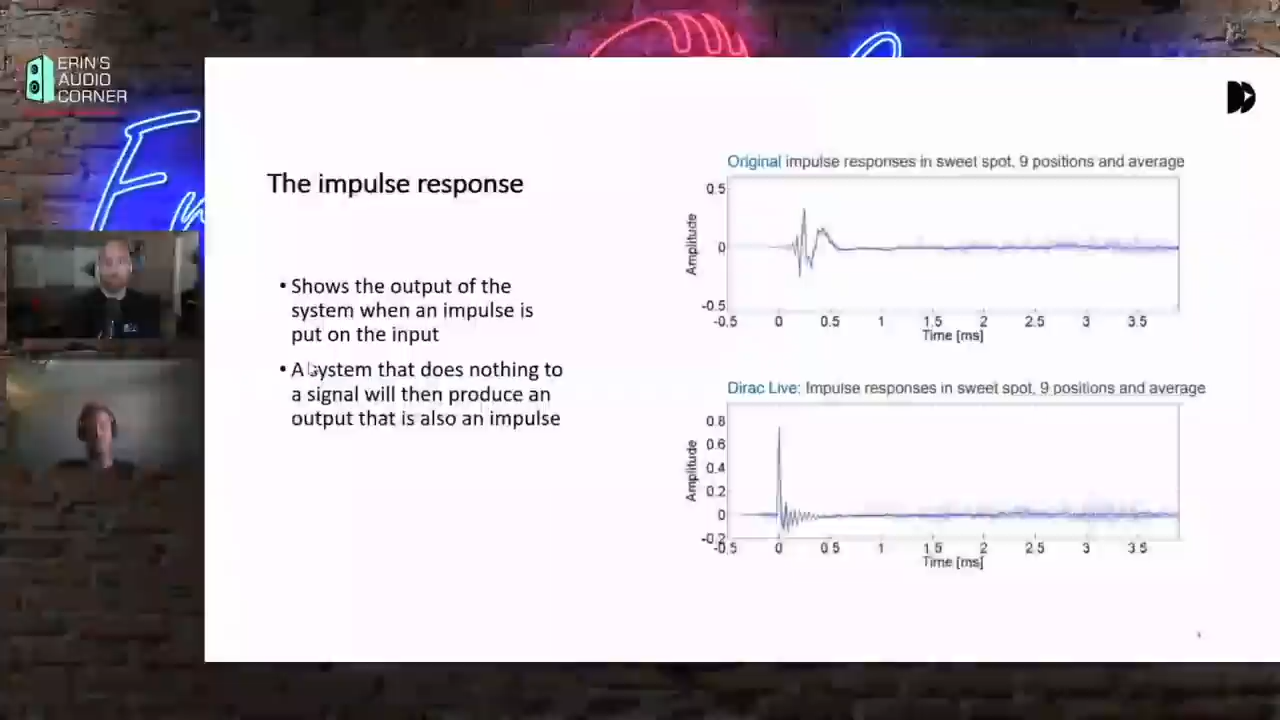 ERIN'S
AUDIO
CORNER
The impulse response
• Shows the output of the
system when an impulse is
put on the input
• A system that does nothing to
a signal will then produce an
output that is also an impulse
Original impulse responses in sweet spot, 9 positions and average
0.5
0
-0.5
Amplitude
-0.5 0 0.5 1 1.5 2 2.5 3 3.5
Time [ms]
Dirac Live: Impulse responses in sweet spot, 9 positions and average
0.8
0.6
0.4
0.2
0
-0.2
Amplitude
-0.5 0 0.5 1 1.5 2 2.5 3 3.5
Time [ms]